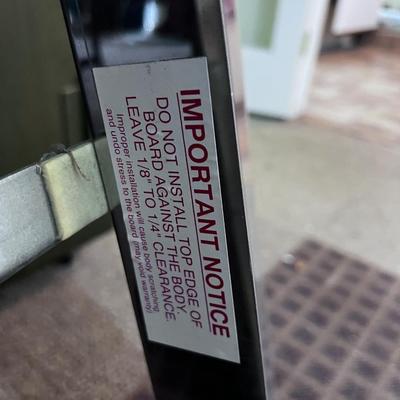 IMPORTANT NOTICE
DO NOT INSTALL TOP EDGE OF
BOARD AGAINST THE BODY.
LEAVE 1/8" TO 1/4" CLEARANCE.
Improper installation will cause body scratching
and undo stress to the board (may void warranty)